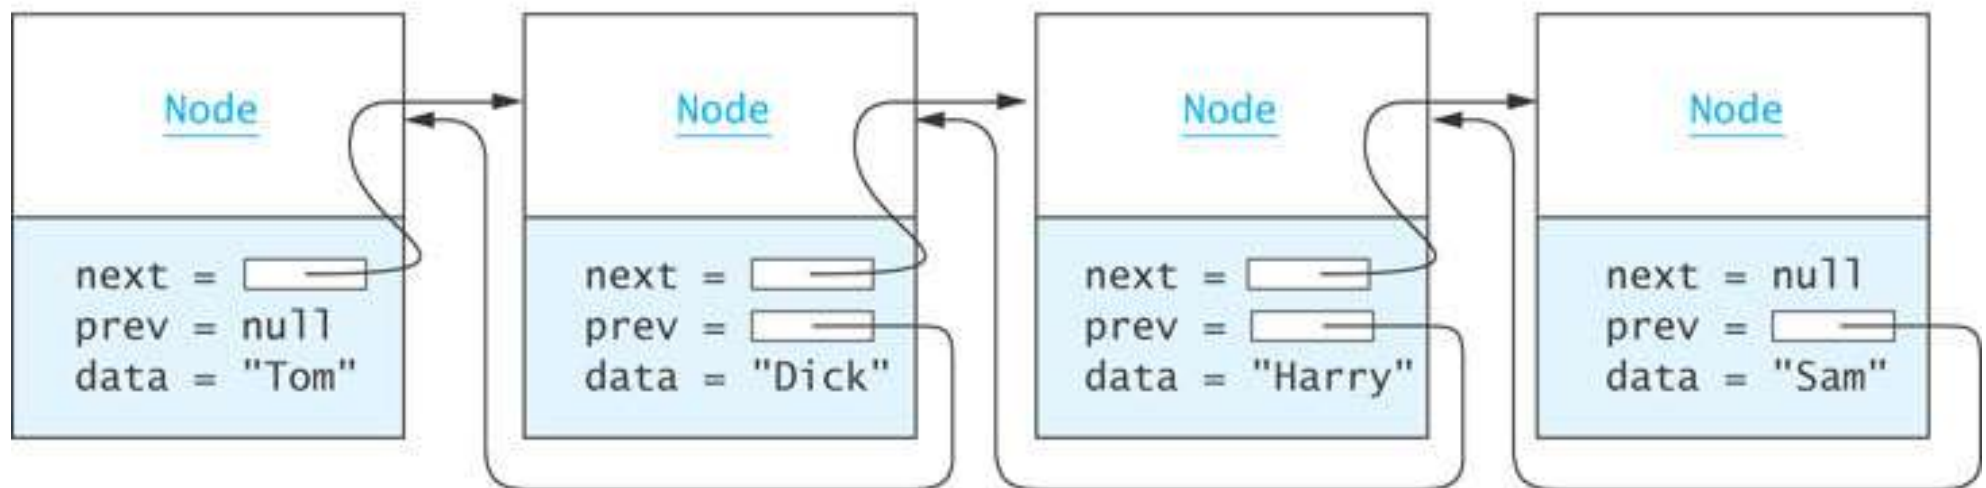 Node
next =
prev = null
data = "Tom"
Node
next =
prev =
data = "Dick"
Node
next =
prev =
data = "Harry"
Node
next = null
prev =
data = "Sam"